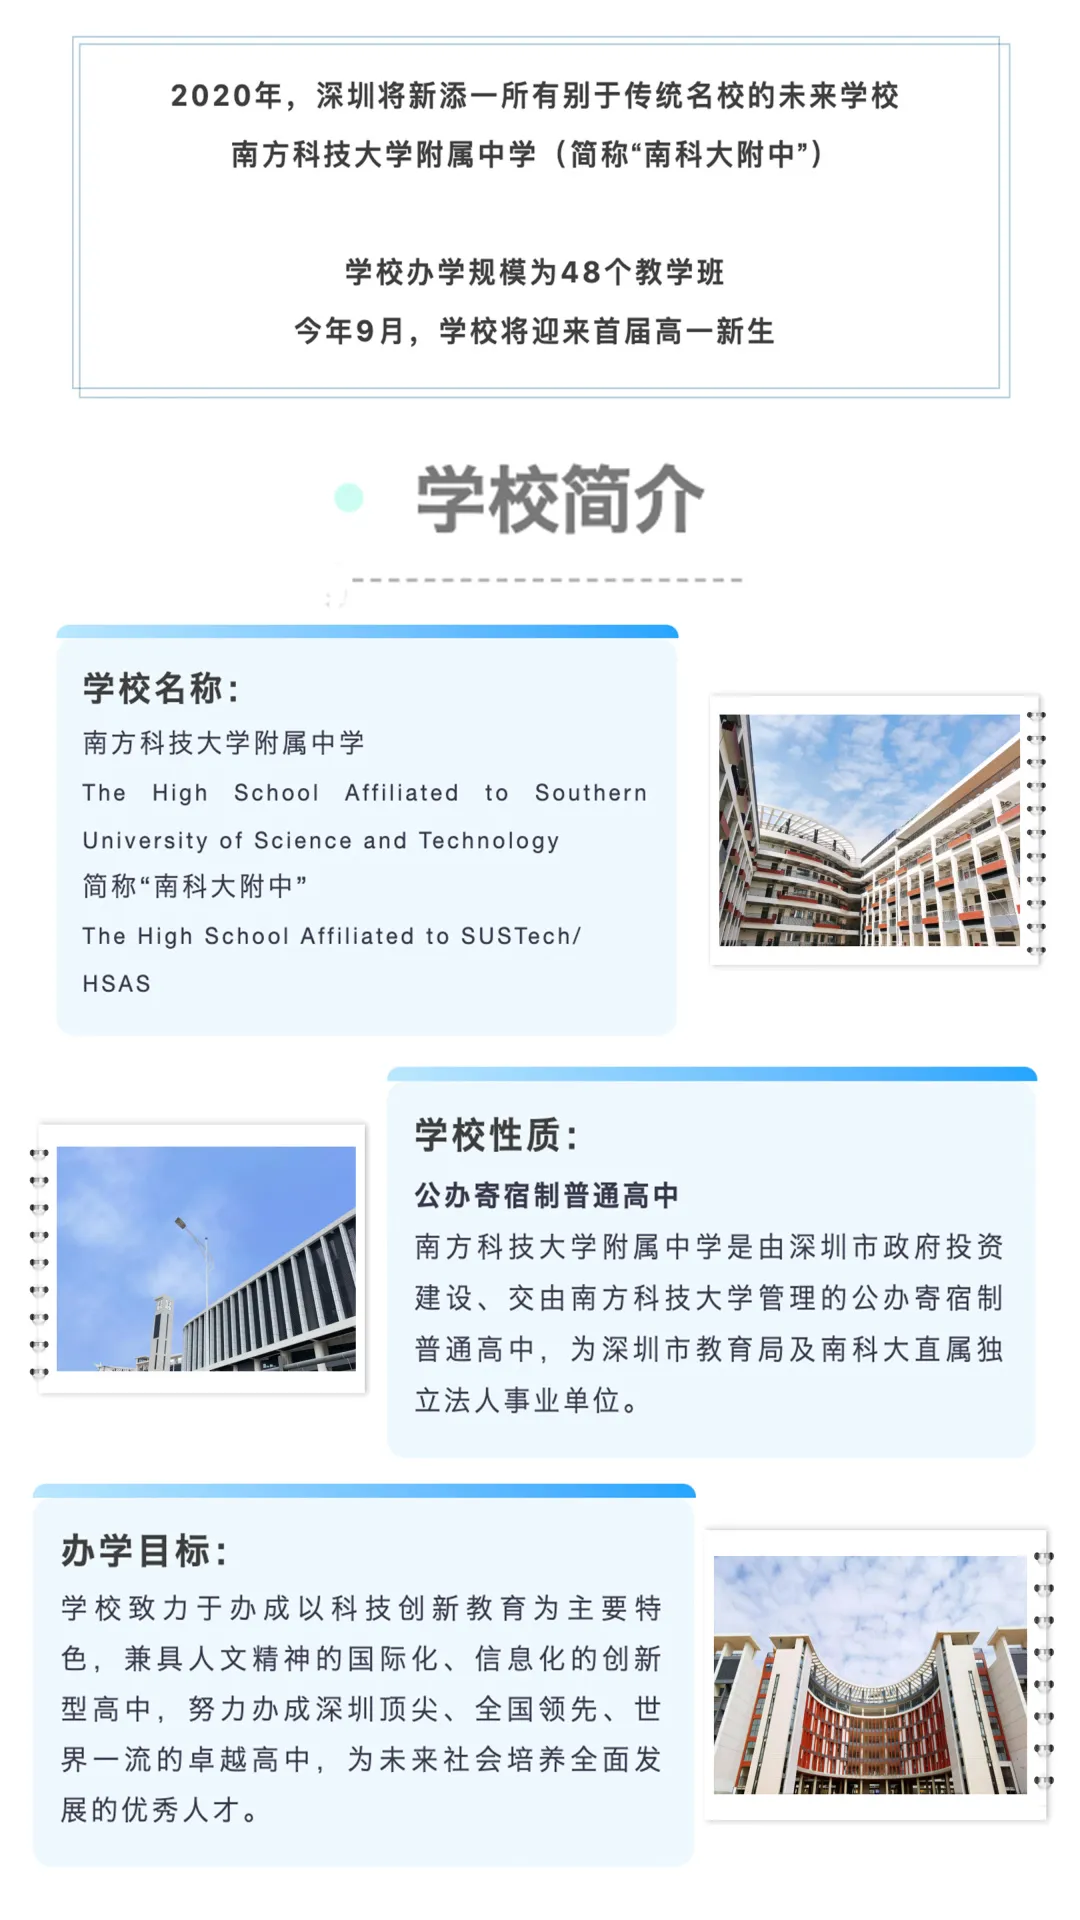 2020年，深圳将新添一所有别于传统名校的未来学校
南方科技大学附属中学（简称“南科大附中”）
学校办学规模为48个教学班
今年9月，学校将迎来首届高一新生
学校简介
学校名称：
南方科技大学附属中学
The High School Affiliated to Southern
University of Science and Technology
简称“南科大附中”
The High School Affiliated to SUSTech/
HSAS
学校性质：
公办寄宿制普通高中
南方科技大学附属中学是由深圳市政府投资
建设、交由南方科技大学管理的公办寄宿制
普通高中，为深圳市教育局及南科大直属独
立法人事业单位。
办学目标：
学校致力于办成以科技创新教育为主要特
色，兼具人文精神的国际化、信息化的创新
型高中，努力办成深圳顶尖、全国领先、世
界一流的卓越高中，为未来社会培养全面发
展的优秀人才。